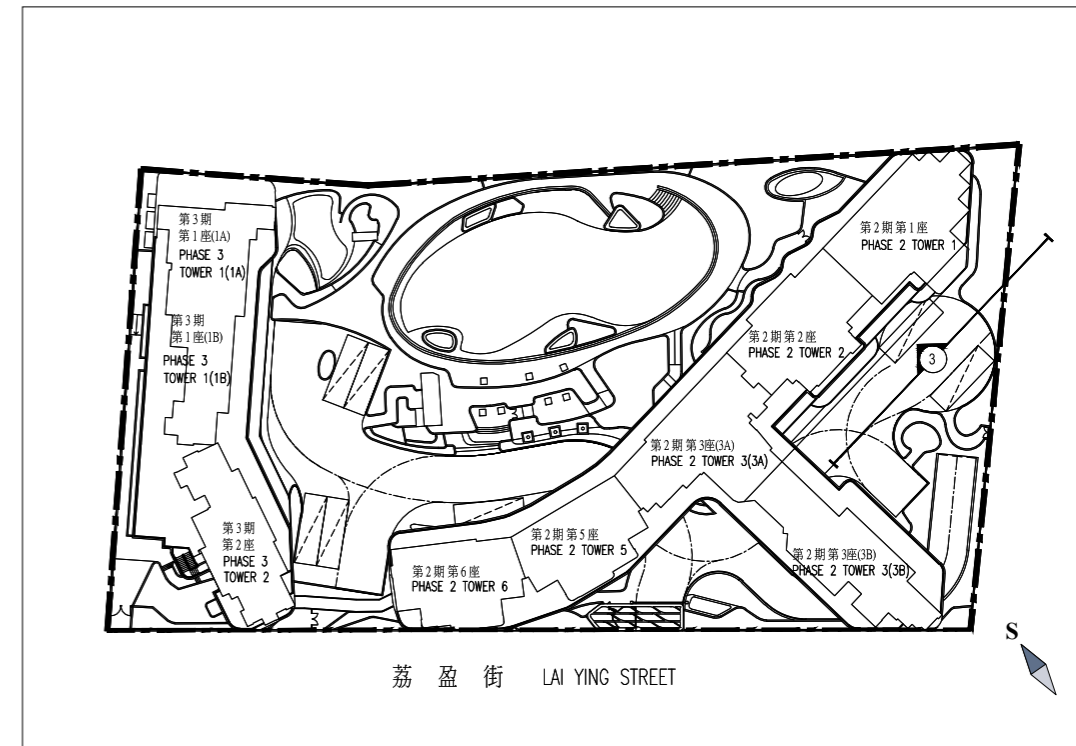 第2期第1座
PHASE 2 TOWER 1
第3期
第1座(1A)
PHASE 3
TOWER 1(1A)
第3期
第1座(1B)
PHASE 3
TOWER 1(1B)
第2期第2座
PHASE 2 TOWER 2
3
第2期第3座(3A)
PHASE 2 TOWER 3(3A)
第3期
第2座
PHASE 3
TOWER 2
第2期第5座
PHASE 2 TOWER 5
第2期第3座(3B)
PHASE 2 TOWER 3(3B)
第2期第6座
PHASE 2 TOWER 6
S
荔盈街 LAI YING STREET